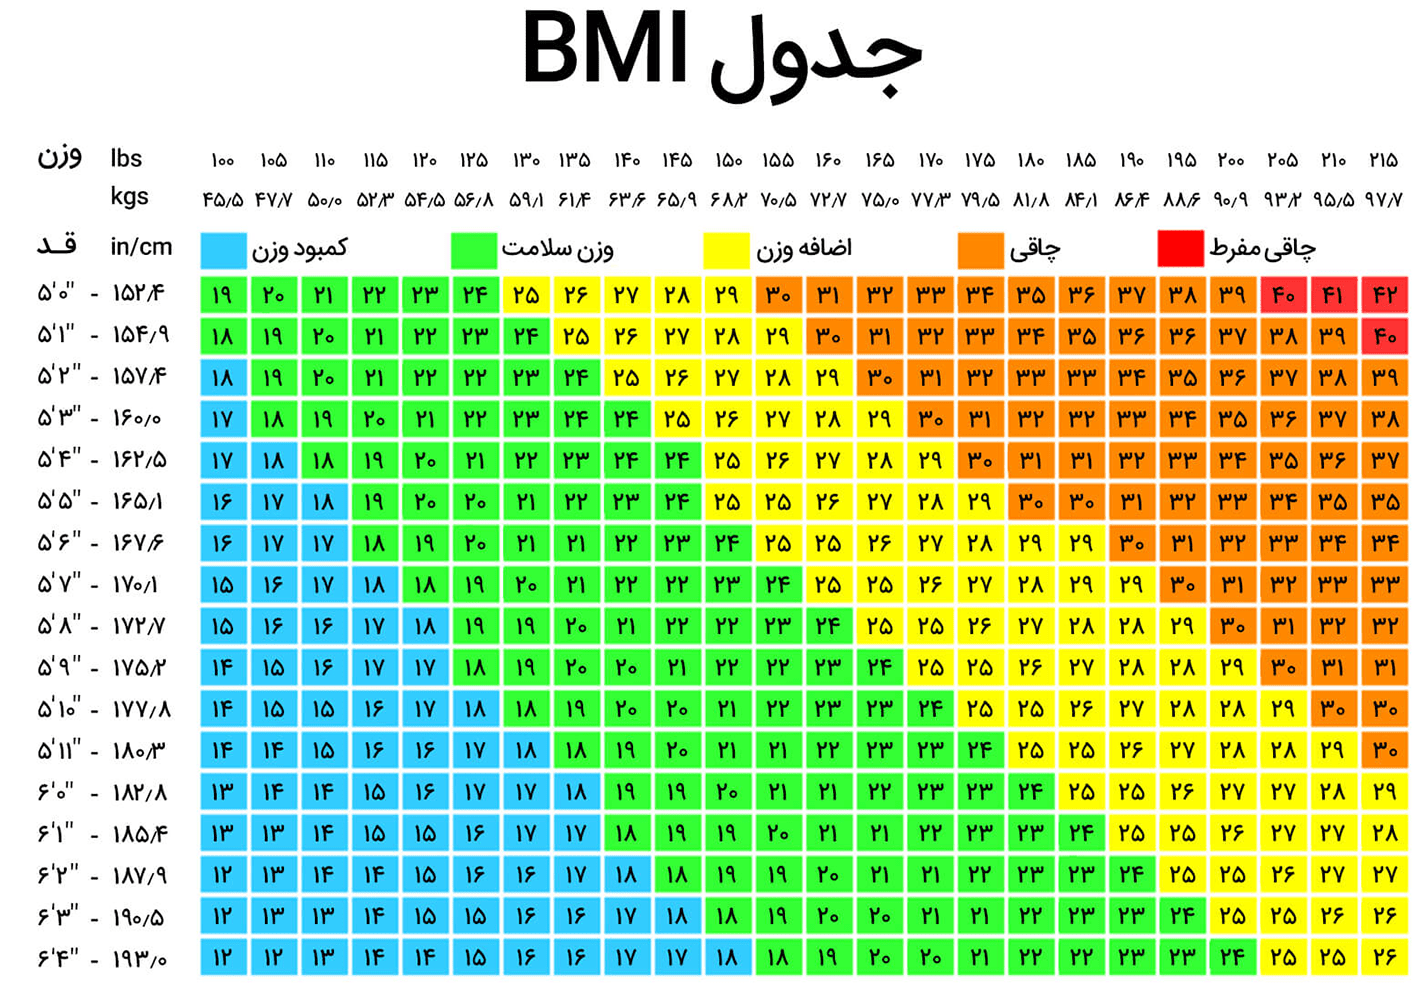 جدول BMI
وزن lbs ۱۰۰ ۱۰۵ ۱۱۰ ۱۱۵ ۱۲۰ ۱۲۵ ۱۳۰ ۱۳۵ ۱۴۰ ۱۴۵ ۱۵۰ ۱۵۵ ۱۶۰ ۱۶۵ ۱۷۰ ۱۷۵ ۱۸۰ ۱۸۵ ۱۹۰ ۱۹۵ ۲۰۰ ۲۰۵ ۲۱۰ ۲۱۵
kgs ۴۵٫۵ ۴۷٫۷ ۵۰٫۰ ۵۲٫۳ ۵۴٫۵ ۵۶٫۸ ۵۹٫۱ ۶۱٫۴ ۶۳٫۶ ۶۵٫۹ ۶۸٫۲ ۷۰٫۵ ۷۲٫۷ ۷۵٫۰ ۷۷٫۳ ۷۹٫۵ ۸۱٫۸ ۸۴٫۱ ۸۶٫۴ ۸۸٫۶ ۹۰٫۹ ۹۳٫۲ ۹۵٫۵ ۹۷٫۷
قد in/cm کمبود وزن وزن سلامت اضافه وزن چاقی چاقی مفرط
۵'۰" - ۱۵۲٫۴ ۱۹ ۲۰ ۲۱ ۲۲ ۲۳ ۲۴ ۲۵ ۲۶ ۲۷ ۲۸ ۲۹ ۳۰ ۳۱ ۳۲ ۳۳ ۳۴ ۳۵ ۳۶ ۳۷ ۳۸ ۳۹ ۴۰ ۴۱ ۴۲
۵'۱" - ۱۵۴٫۹ ۱۸ ۱۹ ۲۰ ۲۱ ۲۲ ۲۳ ۲۴ ۲۵ ۲۶ ۲۷ ۲۸ ۲۹ ۳۰ ۳۱ ۳۲ ۳۳ ۳۴ ۳۵ ۳۶ ۳۶ ۳۷ ۳۸ ۳۹ ۴۰
۵'۲" - ۱۵۷٫۴ ۱۸ ۱۹ ۲۰ ۲۱ ۲۲ ۲۲ ۲۳ ۲۴ ۲۵ ۲۶ ۲۷ ۲۸ ۲۹ ۳۰ ۳۱ ۳۲ ۳۳ ۳۳ ۳۴ ۳۵ ۳۶ ۳۷ ۳۸ ۳۹
۵'۳" - ۱۶۰٫۰ ۱۷ ۱۸ ۱۹ ۲۰ ۲۱ ۲۲ ۲۳ ۲۴ ۲۴ ۲۵ ۲۶ ۲۷ ۲۸ ۲۹ ۳۰ ۳۱ ۳۲ ۳۲ ۳۳ ۳۴ ۳۵ ۳۶ ۳۷ ۳۸
۵'۴" - ۱۶۲٫۵ ۱۷ ۱۸ ۱۸ ۱۹ ۲۰ ۲۱ ۲۲ ۲۳ ۲۴ ۲۴ ۲۵ ۲۶ ۲۷ ۲۸ ۲۹ ۳۰ ۳۱ ۳۱ ۳۲ ۳۳ ۳۴ ۳۵ ۳۶ ۳۷
۵'۵" - ۱۶۵٫۱ ۱۶ ۱۷ ۱۸ ۱۹ ۲۰ ۲۰ ۲۱ ۲۲ ۲۳ ۲۴ ۲۵ ۲۵ ۲۶ ۲۷ ۲۸ ۲۹ ۳۰ ۳۰ ۳۱ ۳۲ ۳۳ ۳۴ ۳۵ ۳۵
۵'۶" - ۱۶۷٫۶ ۱۶ ۱۷ ۱۷ ۱۸ ۱۹ ۲۰ ۲۱ ۲۱ ۲۲ ۲۳ ۲۴ ۲۵ ۲۵ ۲۶ ۲۷ ۲۸ ۲۹ ۲۹ ۳۰ ۳۱ ۳۲ ۳۳ ۳۴ ۳۴
۵'۷" - ۱۷۰٫۱ ۱۵ ۱۶ ۱۷ ۱۸ ۱۸ ۱۹ ۲۰ ۲۱ ۲۲ ۲۲ ۲۳ ۲۴ ۲۵ ۲۵ ۲۶ ۲۷ ۲۸ ۲۹ ۲۹ ۳۰ ۳۱ ۳۲ ۳۳ ۳۳
۵'۸" - ۱۷۲٫۷ ۱۵ ۱۶ ۱۶ ۱۷ ۱۸ ۱۹ ۱۹ ۲۰ ۲۱ ۲۲ ۲۲ ۲۳ ۲۴ ۲۵ ۲۵ ۲۶ ۲۷ ۲۸ ۲۸ ۲۹ ۳۰ ۳۱ ۳۲ ۳۲
۵'۹" - ۱۷۵٫۲ ۱۴ ۱۵ ۱۶ ۱۷ ۱۷ ۱۸ ۱۹ ۲۰ ۲۰ ۲۱ ۲۲ ۲۲ ۲۳ ۲۴ ۲۵ ۲۵ ۲۶ ۲۷ ۲۸ ۲۸ ۲۹ ۳۰ ۳۱ ۳۱
۵'۱۰" - ۱۷۷٫۸ ۱۴ ۱۵ ۱۵ ۱۶ ۱۷ ۱۸ ۱۸ ۱۹ ۲۰ ۲۰ ۲۱ ۲۲ ۲۳ ۲۳ ۲۴ ۲۵ ۲۵ ۲۶ ۲۷ ۲۸ ۲۸ ۲۹ ۳۰ ۳۰
۵'۱۱" - ۱۸۰٫۳ ۱۴ ۱۴ ۱۵ ۱۶ ۱۶ ۱۷ ۱۸ ۱۸ ۱۹ ۲۰ ۲۱ ۲۱ ۲۲ ۲۳ ۲۳ ۲۴ ۲۵ ۲۵ ۲۶ ۲۷ ۲۸ ۲۸ ۲۹ ۳۰
۶'۰" - ۱۸۲٫۸ ۱۳ ۱۴ ۱۴ ۱۵ ۱۶ ۱۷ ۱۷ ۱۸ ۱۹ ۱۹ ۲۰ ۲۱ ۲۱ ۲۲ ۲۳ ۲۳ ۲۴ ۲۵ ۲۵ ۲۶ ۲۷ ۲۷ ۲۸ ۲۹
۶'۱" - ۱۸۵٫۴ ۱۳ ۱۳ ۱۴ ۱۵ ۱۵ ۱۶ ۱۷ ۱۷ ۱۸ ۱۹ ۱۹ ۲۰ ۲۱ ۲۱ ۲۲ ۲۳ ۲۳ ۲۴ ۲۵ ۲۵ ۲۶ ۲۷ ۲۷ ۲۸
۶'۲" - ۱۸۷٫۹ ۱۲ ۱۳ ۱۴ ۱۴ ۱۵ ۱۶ ۱۶ ۱۷ ۱۸ ۱۸ ۱۹ ۱۹ ۲۰ ۲۱ ۲۱ ۲۲ ۲۳ ۲۳ ۲۴ ۲۵ ۲۵ ۲۶ ۲۷ ۲۷
۶'۳" - ۱۹۰٫۵ ۱۲ ۱۳ ۱۳ ۱۴ ۱۵ ۱۵ ۱۶ ۱۶ ۱۷ ۱۸ ۱۸ ۱۹ ۲۰ ۲۰ ۲۱ ۲۱ ۲۲ ۲۳ ۲۳ ۲۴ ۲۵ ۲۵ ۲۶ ۲۶
۶'۴" - ۱۹۳٫۰ ۱۲ ۱۲ ۱۳ ۱۴ ۱۴ ۱۵ ۱۶ ۱۶ ۱۷ ۱۷ ۱۸ ۱۸ ۱۹ ۲۰ ۲۰ ۲۱ ۲۲ ۲۲ ۲۳ ۲۳ ۲۴ ۲۵ ۲۵ ۲۶